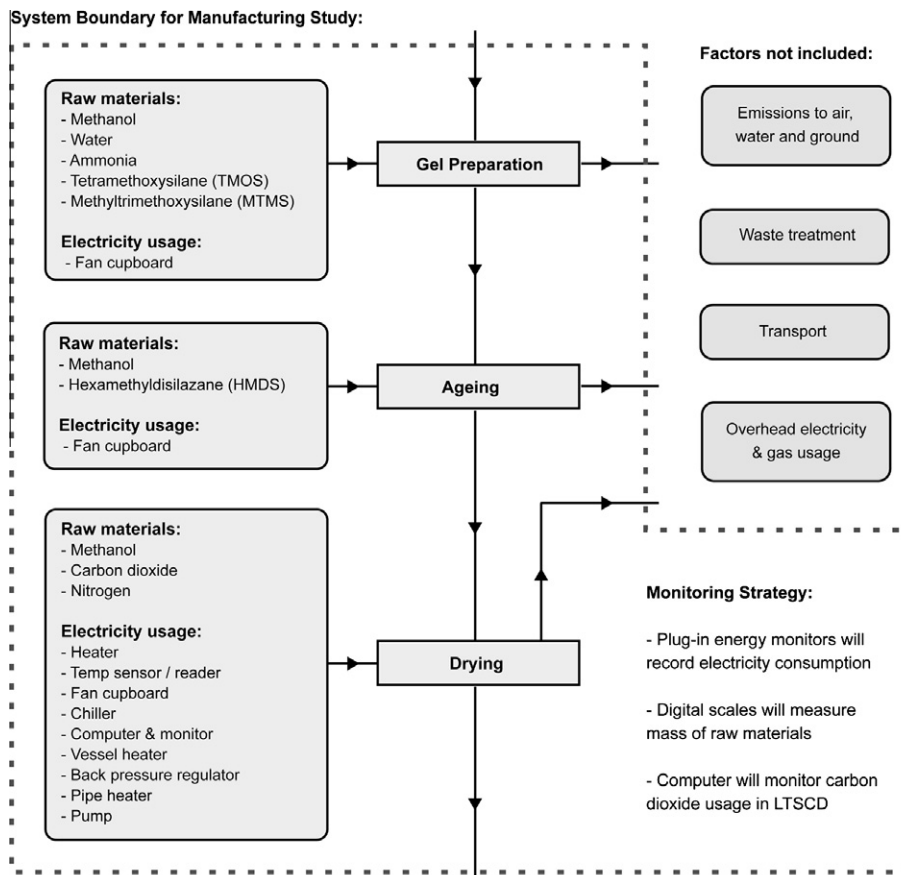 System Boundary for Manufacturing Study:
Raw materials:
- Methanol
- Water
- Ammonia
- Tetramethoxysilane (TMOS)
- Methyltrimethoxysilane (MTMS)
Electricity usage:
- Fan cupboard
Gel Preparation
Raw materials:
- Methanol
- Hexamethyldisilazane (HMDS)
Electricity usage:
- Fan cupboard
Ageing
Raw materials:
- Methanol
- Carbon dioxide
- Nitrogen
Electricity usage:
- Heater
- Temp sensor / reader
- Fan cupboard
- Chiller
- Computer & monitor
- Vessel heater
- Back pressure regulator
- Pipe heater
- Pump
Drying
Factors not included:
Emissions to air,
water and ground
Waste treatment
Transport
Overhead electricity
& gas usage
Monitoring Strategy:
- Plug-in energy monitors will
record electricity consumption
- Digital scales will measure
mass of raw materials
- Computer will monitor carbon
dioxide usage in LTSCD